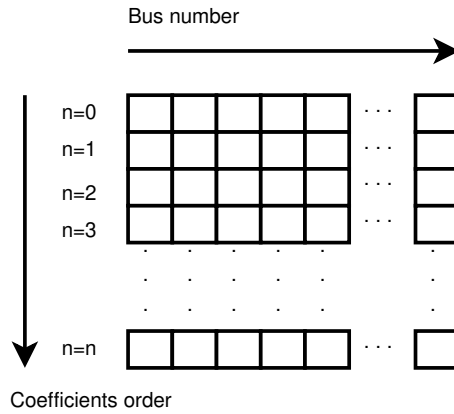 Bus number
n=0
n=1
n=2
n=3
n=n
Coefficients order